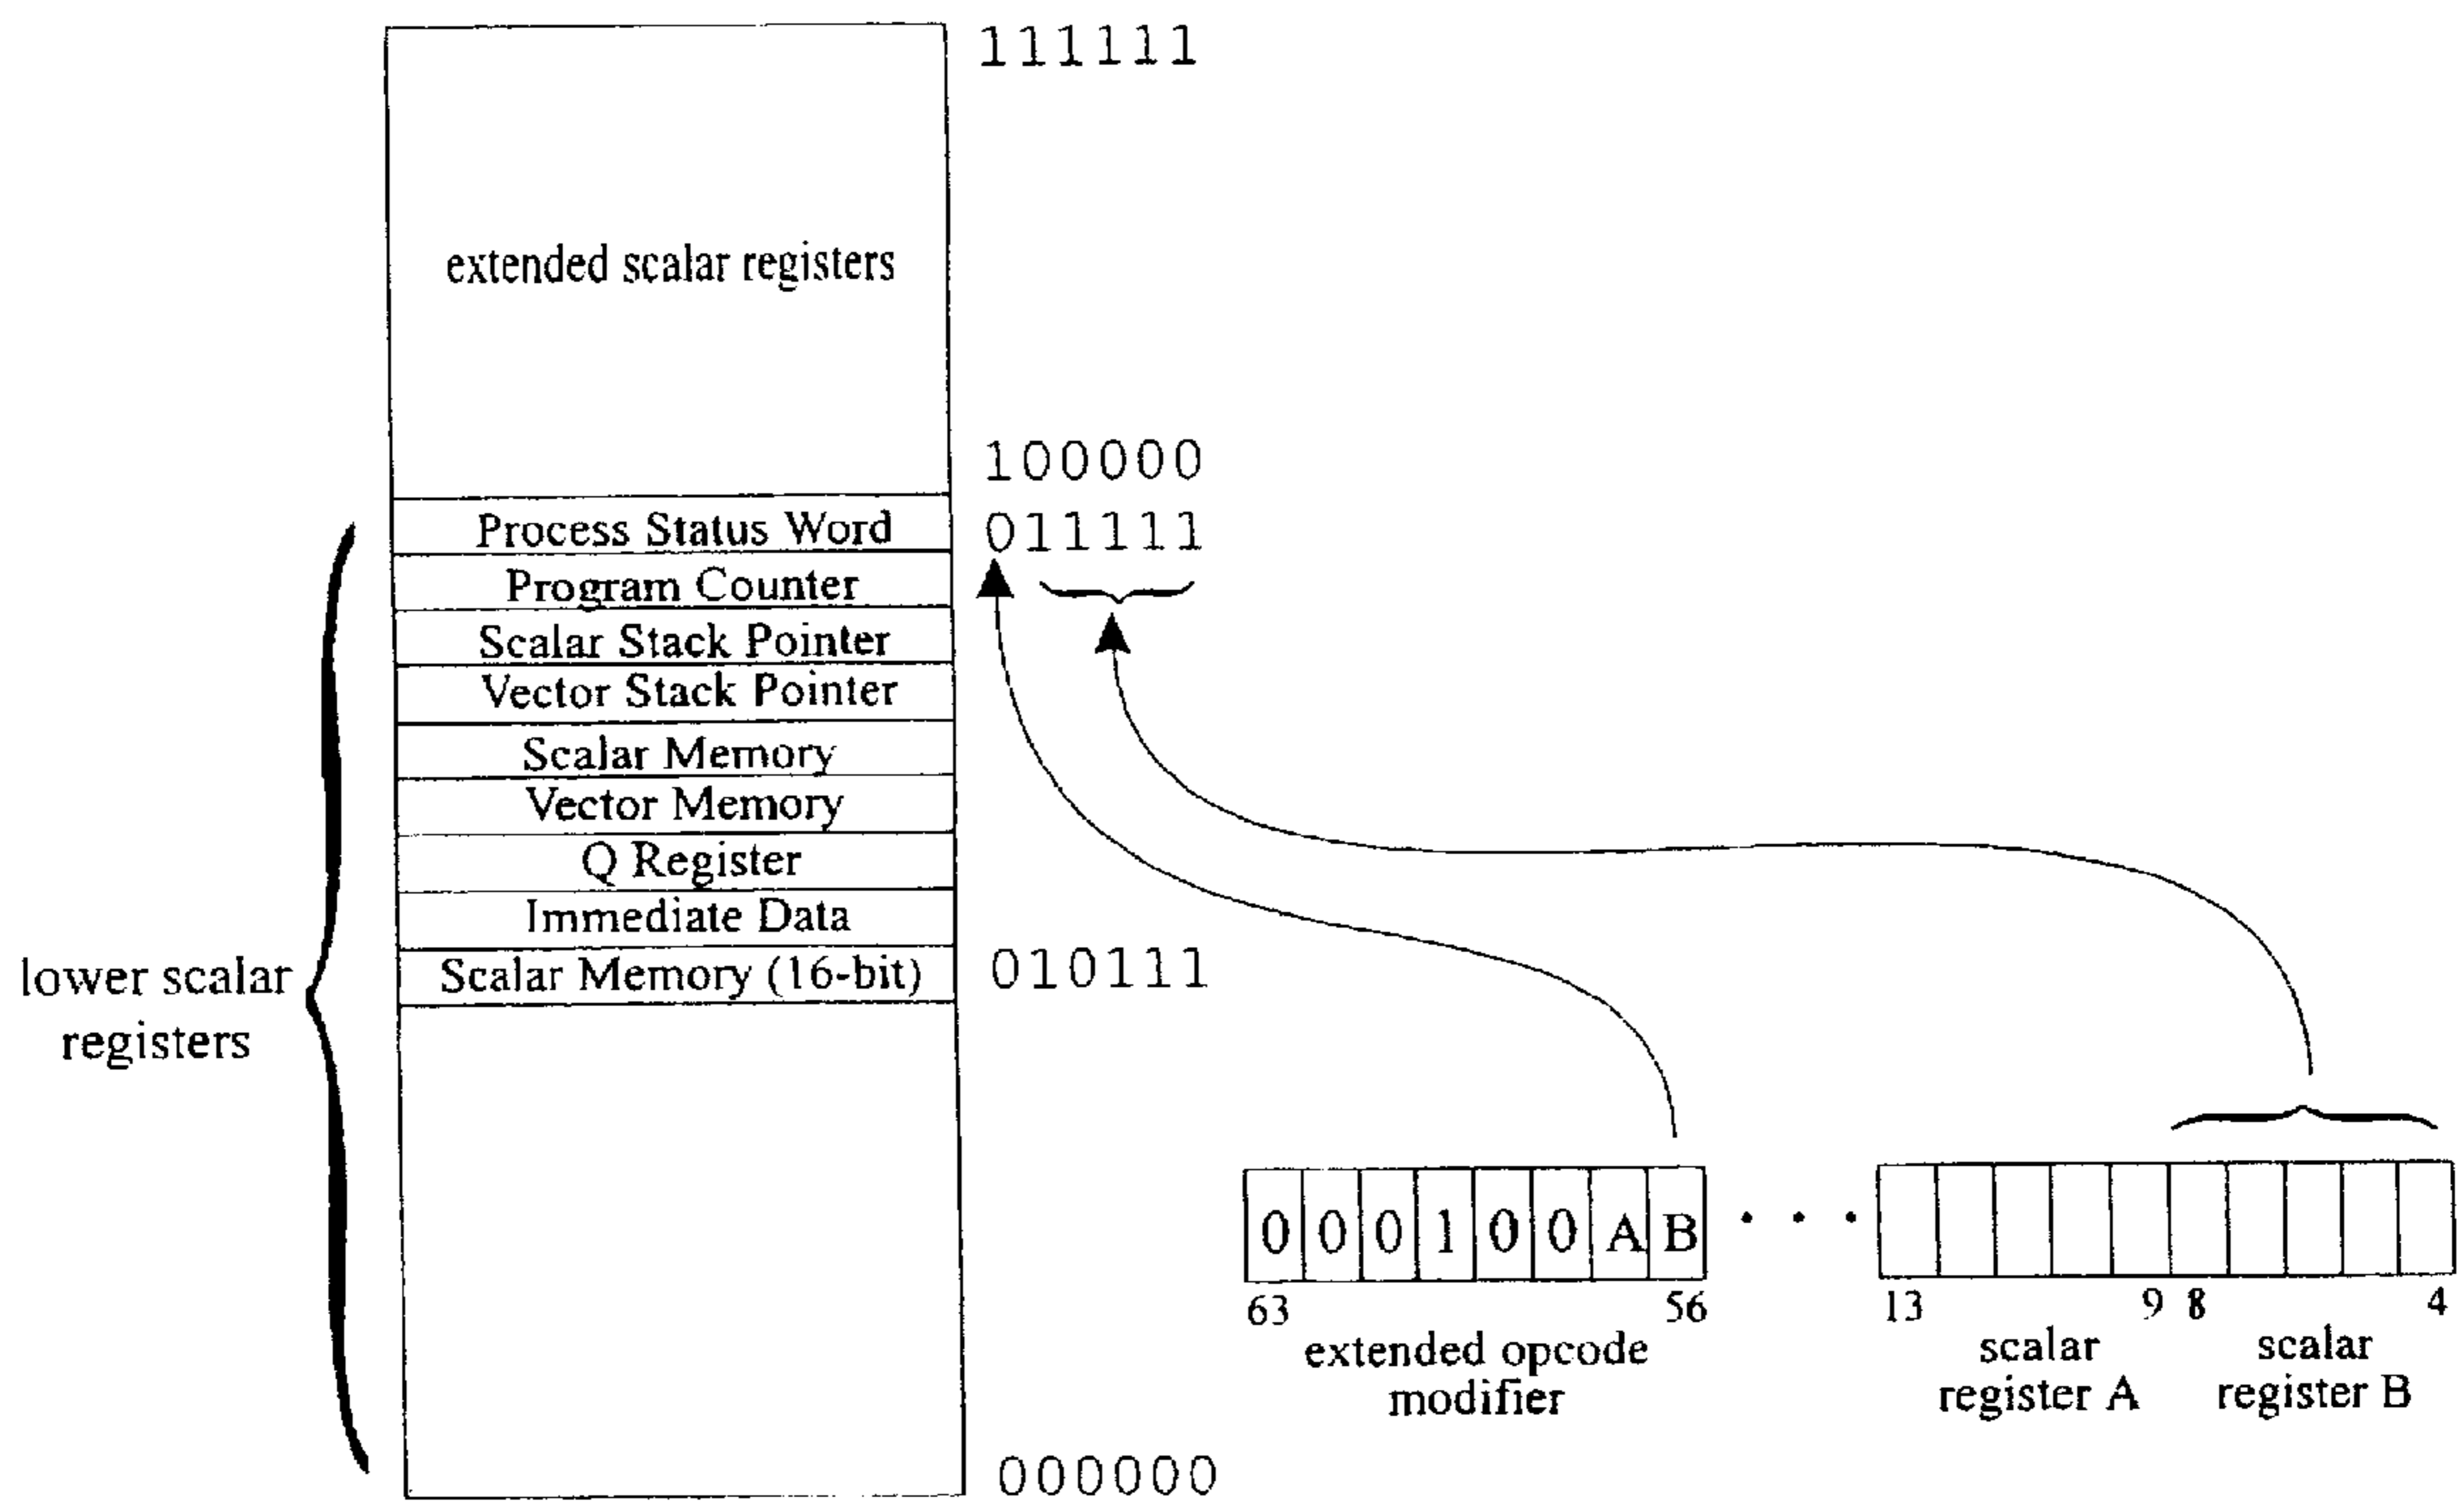 111111
extended scalar registers
100000
Process Status Word
011111
Program Counter
Scalar Stack Pointer
Vector Stack Pointer
Scalar Memory
Vector Memory
Q Register
Immediate Data
Scalar Memory (16-bit)
010111
lower scalar
registers
000000
0 0 0 1 0 0 A B
63
56
extended opcode
modifier
13
9
8
4
scalar
register A
scalar
register B